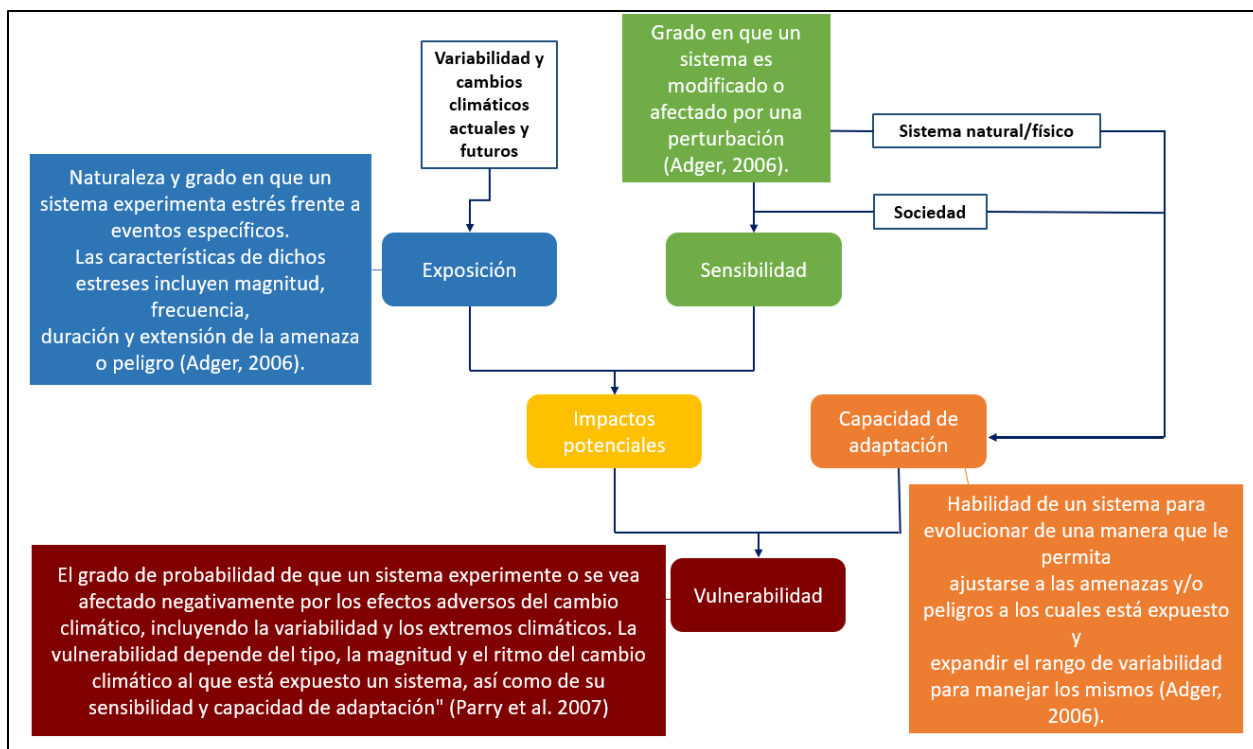 Variabilidad y
cambios
climáticos
actuales y
futuros
Grado en que un
sistema es
modificado o
afectado por una
perturbación
(Adger, 2006).
Sistema natural/físico
Sociedad
Naturaleza y grado en que un
sistema experimenta estrés frente a
eventos específicos.
Las características de dichos
estreses incluyen magnitud,
frecuencia,
duración y extensión de la amenaza
o peligro (Adger, 2006).
Exposición
Sensibilidad
Impactos
potenciales
Capacidad de
adaptación
Habilidad de un sistema para
evolucionar de una manera que le
permita
ajustarse a las amenazas y/o
peligros a los cuales está expuesto
y
expandir el rango de variabilidad
para manejar los mismos (Adger,
2006).
El grado de probabilidad de que un sistema experimente o se vea
afectado negativamente por los efectos adversos del cambio
climático, incluyendo la variabilidad y los extremos climáticos. La
vulnerabilidad depende del tipo, la magnitud y el ritmo del cambio
climático al que está expuesto un sistema, así como de su
sensibilidad y capacidad de adaptación" (Parry et al. 2007)
Vulnerabilidad